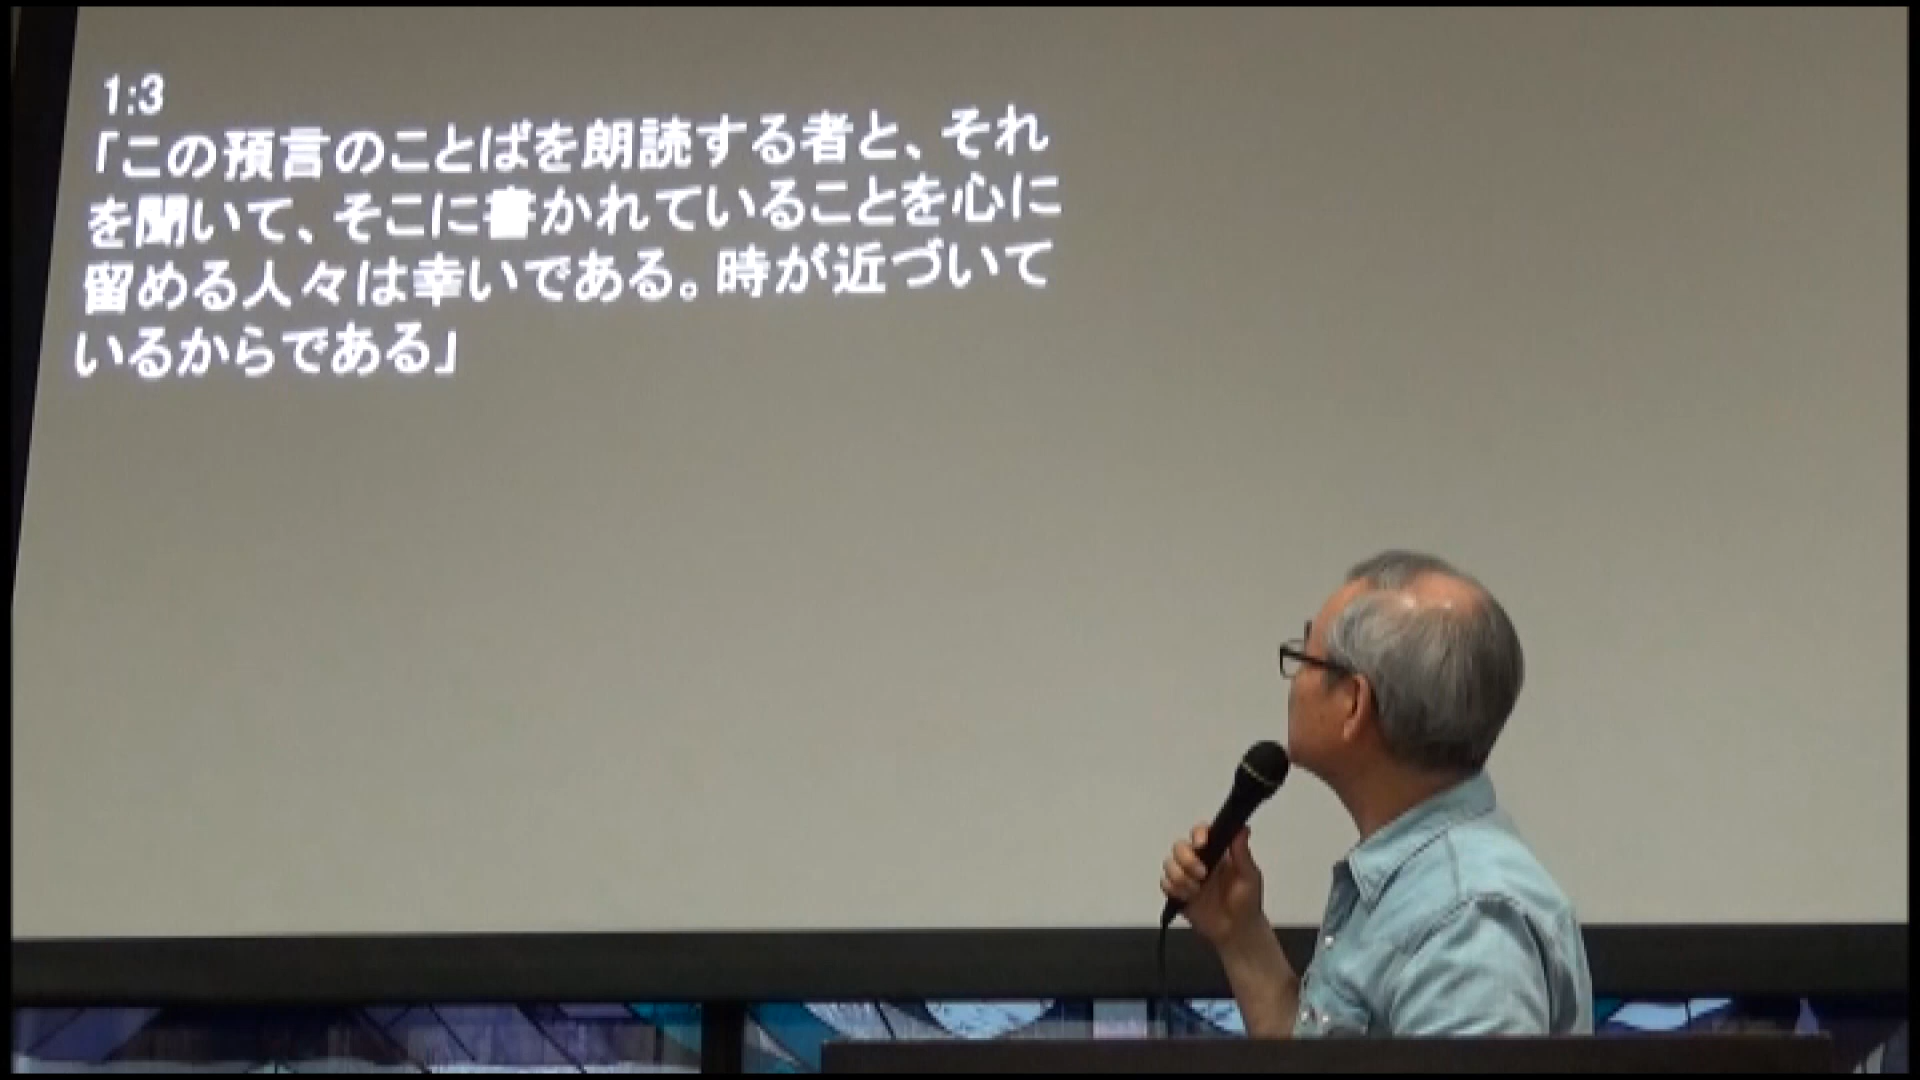 1:3
「この預言のことばを朗読する者と、それ
を聞いて、そこに書かれていることを心に
留める人々は幸いである。時が近づいて
いるからである」